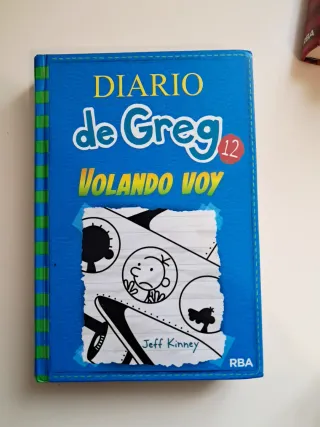 DIARIO
de Greg
12
VOLANDO VOY
Jeff Kinney
RBA